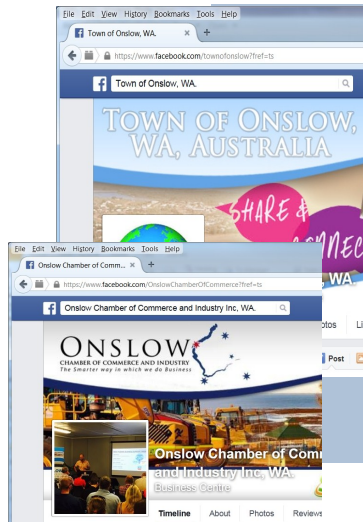 File Edit View History Bookmarks Tools Help
Town of Onslow, WA. × +
https://www.facebook.com/townofonslow?fref=ts
f Town of Onslow, WA.
TOWN OF ONSLOW,
WA, AUSTRALIA
SHARE &
WA.
Post
File Edit View History Bookmarks Tools Help
Onslow Chamber of Comm... × +
https://www.facebook.com/OnslowChamberOfCommerce?fref=ts
f Onslow Chamber of Commerce and Industry inc, WA.
ONSLOW
CHAMBER OF COMMERCE AND INDUSTRY
The Smarter way in which we do Business
Onslow Chamber of Com
and Industry Inc, WA.
Business Centre
Timeline About Photos Reviews